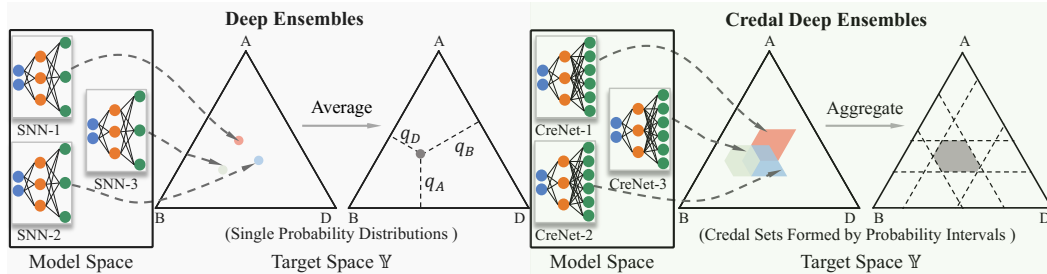 Deep Ensembles
SNN-1
SNN-3
SNN-2
Model Space
A
B
D
Average
A
q_D
q_B
q_A
B
D
(Single Probability Distributions )
Target Space 𝕐
Credal Deep Ensembles
CreNet-1
CreNet-3
CreNet-2
Model Space
A
B
D
Aggregate
A
B
D
(Credal Sets Formed by Probability Intervals )
Target Space 𝕐